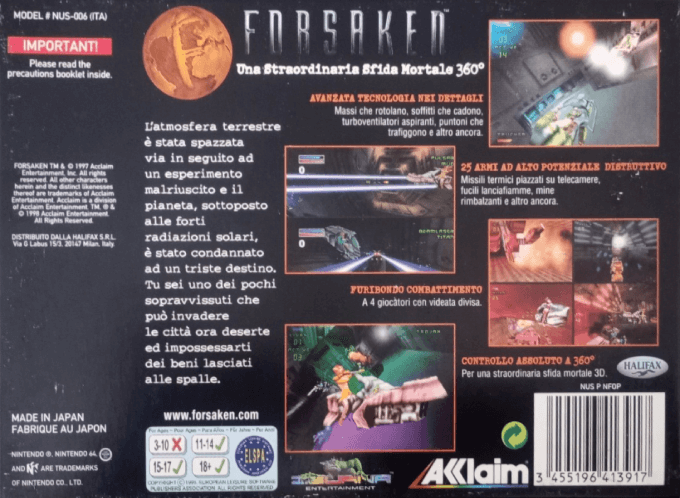 MODEL # NUS-006 (ITA)
IMPORTANT!
Please read the
precautions booklet inside.
FORSAKEN
Una Straordinaria Sfida Mortale 360°
AVANZATA TECNOLOGIA NEI DETTAGLI
Massi che rotolano, soffitti che cadono,
turboventilatori aspiranti, puntoni che
trafiggono e altro ancora.
L'atmosfera terrestre
è stata spazzata
via in seguito ad
un esperimento
malriuscito e il
pianeta, sottoposto
alle forti
radiazioni solari,
è stato condannato
ad un triste destino.
Tu sei uno dei pochi
sopravvissuti che
può invadere
le città ora deserte
ed impossessarti
dei beni lasciati
alle spalle.
25 ARMI AD ALTO POTENZIALE DISTRUTTIVO
Missili termici piazzati su telecamere,
fucili lanciafiamme, mine
rimbalzanti e altro ancora.
FORSAKEN TM & © 1997 Acclaim
Entertainment, Inc. All rights
reserved. All other characters
herein and the distinct likenesses
thereof are trademarks of Acclaim
Entertainment. Acclaim is a division
of Acclaim Entertainment. TM, ® &
© 1998 Acclaim Entertainment.
All Rights Reserved.
DISTRIBUITO DALLA HALIFAX S.R.L.
Via G Labus 15/3. 20147 Milan, Italy
FURIBONDO COMBATTIMENTO
A 4 giocatori con videata divisa.
CONTROLLO ASSOLUTO A 360°
Per una straordinaria sfida mortale 3D.
HALIFAX
NUS P NFQP
MADE IN JAPAN
FABRIQUE AU JAPON
NINTENDO ®, NINTENDO 64,
AND ARE TRADEMARKS
OF NINTENDO CO., LTD.
www.forsaken.com
3-10 11-14
15-17 18+
ELSPA
ENTERTAINMENT
AKklaim
3 455196 413917